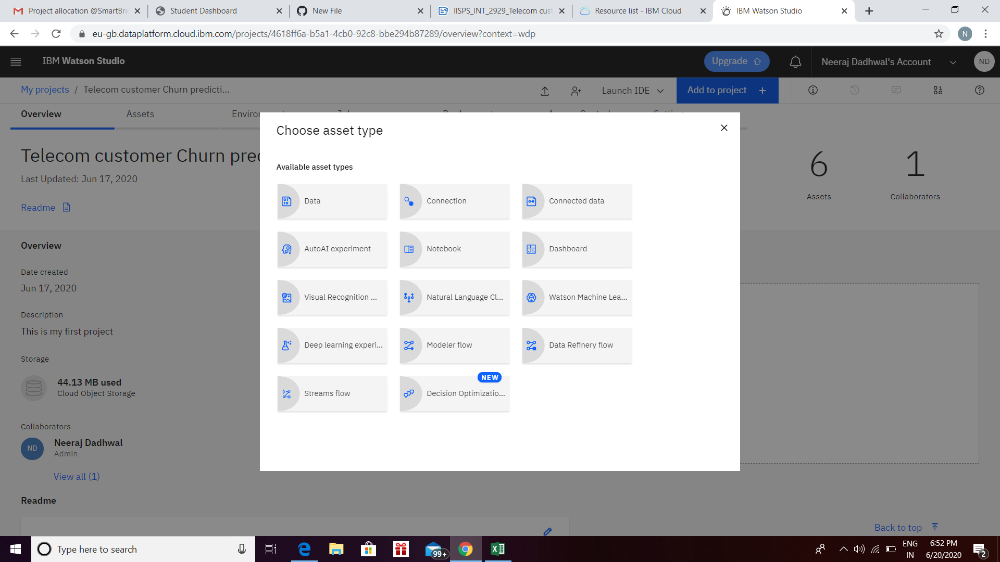 Project allocation @SmartBri
Student Dashboard
New File
IISPS_INT_2929_Telecom cust
Resource list - IBM Cloud
IBM Watson Studio
eu-gb.dataplatform.cloud.ibm.com/projects/4618ff6a-b5a1-4cb0-92c8-bbe294b87289/overview?context=wdp
N
IBM Watson Studio
Upgrade
Neeraj Dadhwal's Account
ND
My projects / Telecom customer Churn predicti...
Launch IDE
Add to project +
Overview
Assets
Choose asset type
Available asset types
Data
Connection
Connected data
AutoAI experiment
Notebook
Dashboard
Visual Recognition ...
Natural Language Cl...
Watson Machine Lea...
Deep learning experi...
Modeler flow
Data Refinery flow
Streams flow
NEW
Decision Optimizatio...
Telecom customer Churn pred
Last Updated: Jun 17, 2020
Readme
6
Assets
1
Collaborators
Overview
Date created
Jun 17, 2020
Description
This is my first project
Storage
44.13 MB used
Cloud Object Storage
Collaborators
ND
Neeraj Dadhwal
Admin
View all (1)
Readme
Back to top
Type here to search
99+
ENG
IN
6:52 PM
6/20/2020
2